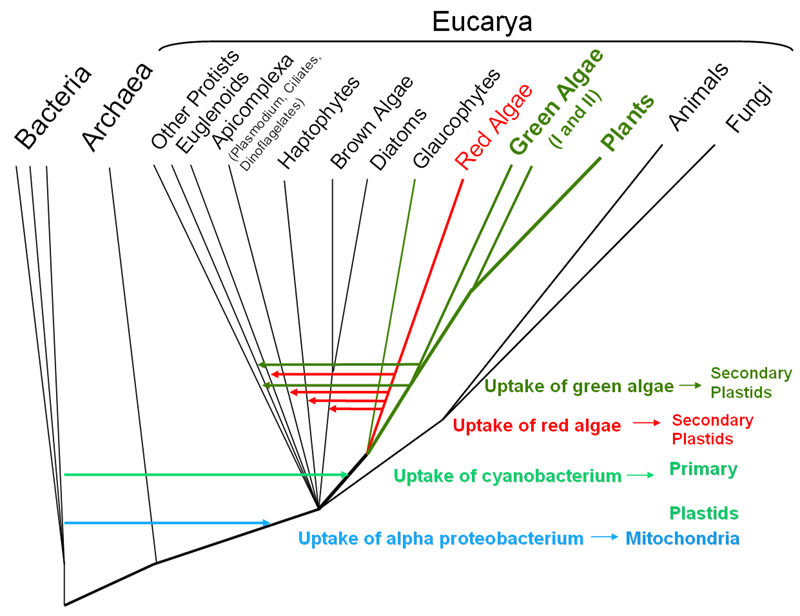 Eucarya
Bacteria
Archaea
Other Protists
Euglenoids
Apicomplexa
(Plasmodium, Ciliates,
Dinoflagelates)
Haptophytes
Brown Algae
Diatoms
Glaucophytes
Red Algae
Green Algae
(I and II)
Plants
Animals
Fungi
Uptake of green algae
Secondary
Plastids
Uptake of red algae
Secondary
Plastids
Uptake of cyanobacterium
Primary
Plastids
Uptake of alpha proteobacterium
Mitochondria